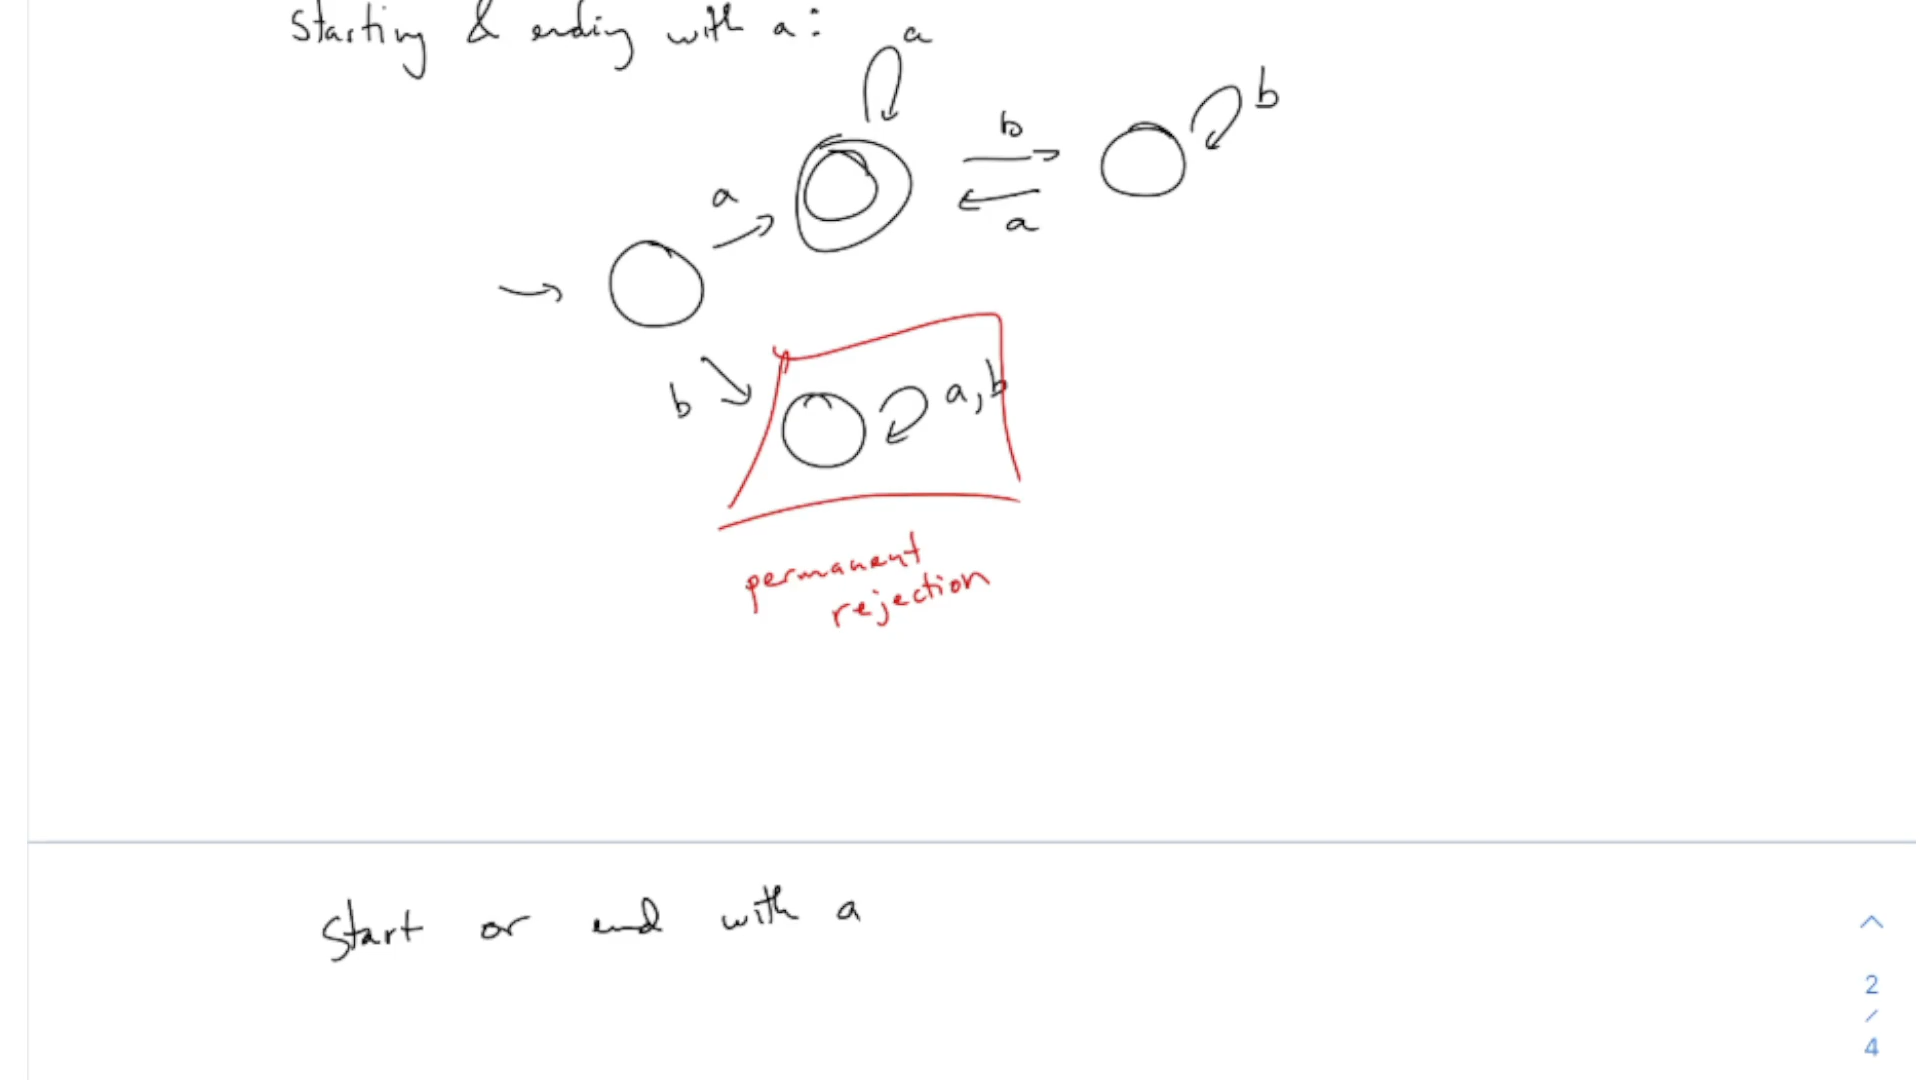 Starting & ending with a:
a
b
b
a
a
b
a, b
permanent
rejection
Start or end with a
2
/
4